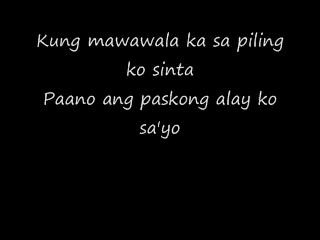 Kung mawawala ka sa piling
ko sinta
Paano ang paskong alay ko
sa'yo